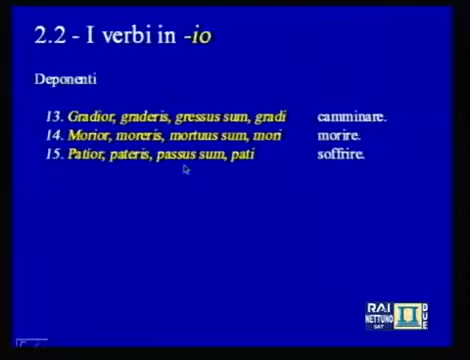 2.2 - I verbi in -io
Deponenti
13. Gradior, graderis, gressus sum, gradi camminare.
14. Morior, moreris, mortuus sum, mori morire.
15. Patior, pateris, passus sum, pati soffrire.
RAI
NETTUNO
SAT
DUE